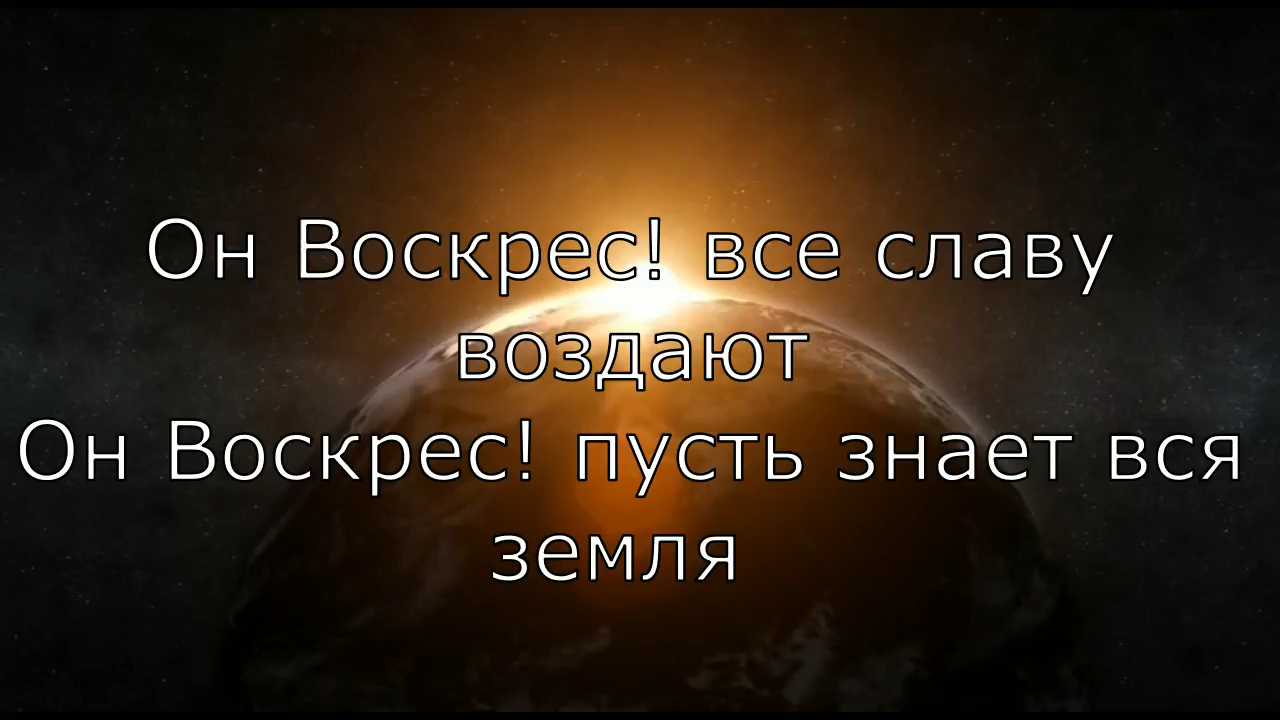 Он Воскрес! все славу
воздают
Он Воскрес! пусть знает вся
земля